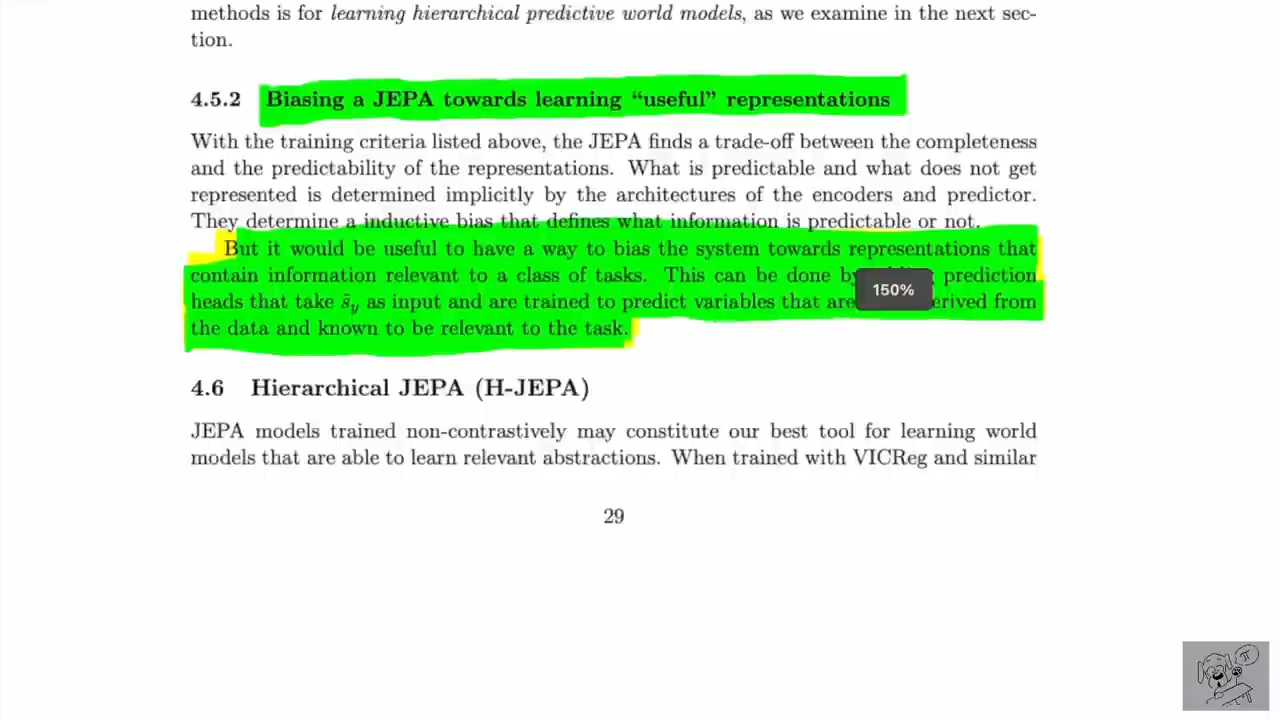 methods is for learning hierarchical predictive world models, as we examine in the next sec-
tion.
4.5.2 Biasing a JEPA towards learning “useful” representations
With the training criteria listed above, the JEPA finds a trade-off between the completeness
and the predictability of the representations. What is predictable and what does not get
represented is determined implicitly by the architectures of the encoders and predictor.
They determine a inductive bias that defines what information is predictable or not.
But it would be useful to have a way to bias the system towards representations that
contain information relevant to a class of tasks. This can be done by prediction
heads that take s̃y as input and are trained to predict variables that are erived from
the data and known to be relevant to the task.
150%
4.6 Hierarchical JEPA (H-JEPA)
JEPA models trained non-contrastively may constitute our best tool for learning world
models that are able to learn relevant abstractions. When trained with VICReg and similar
29
π